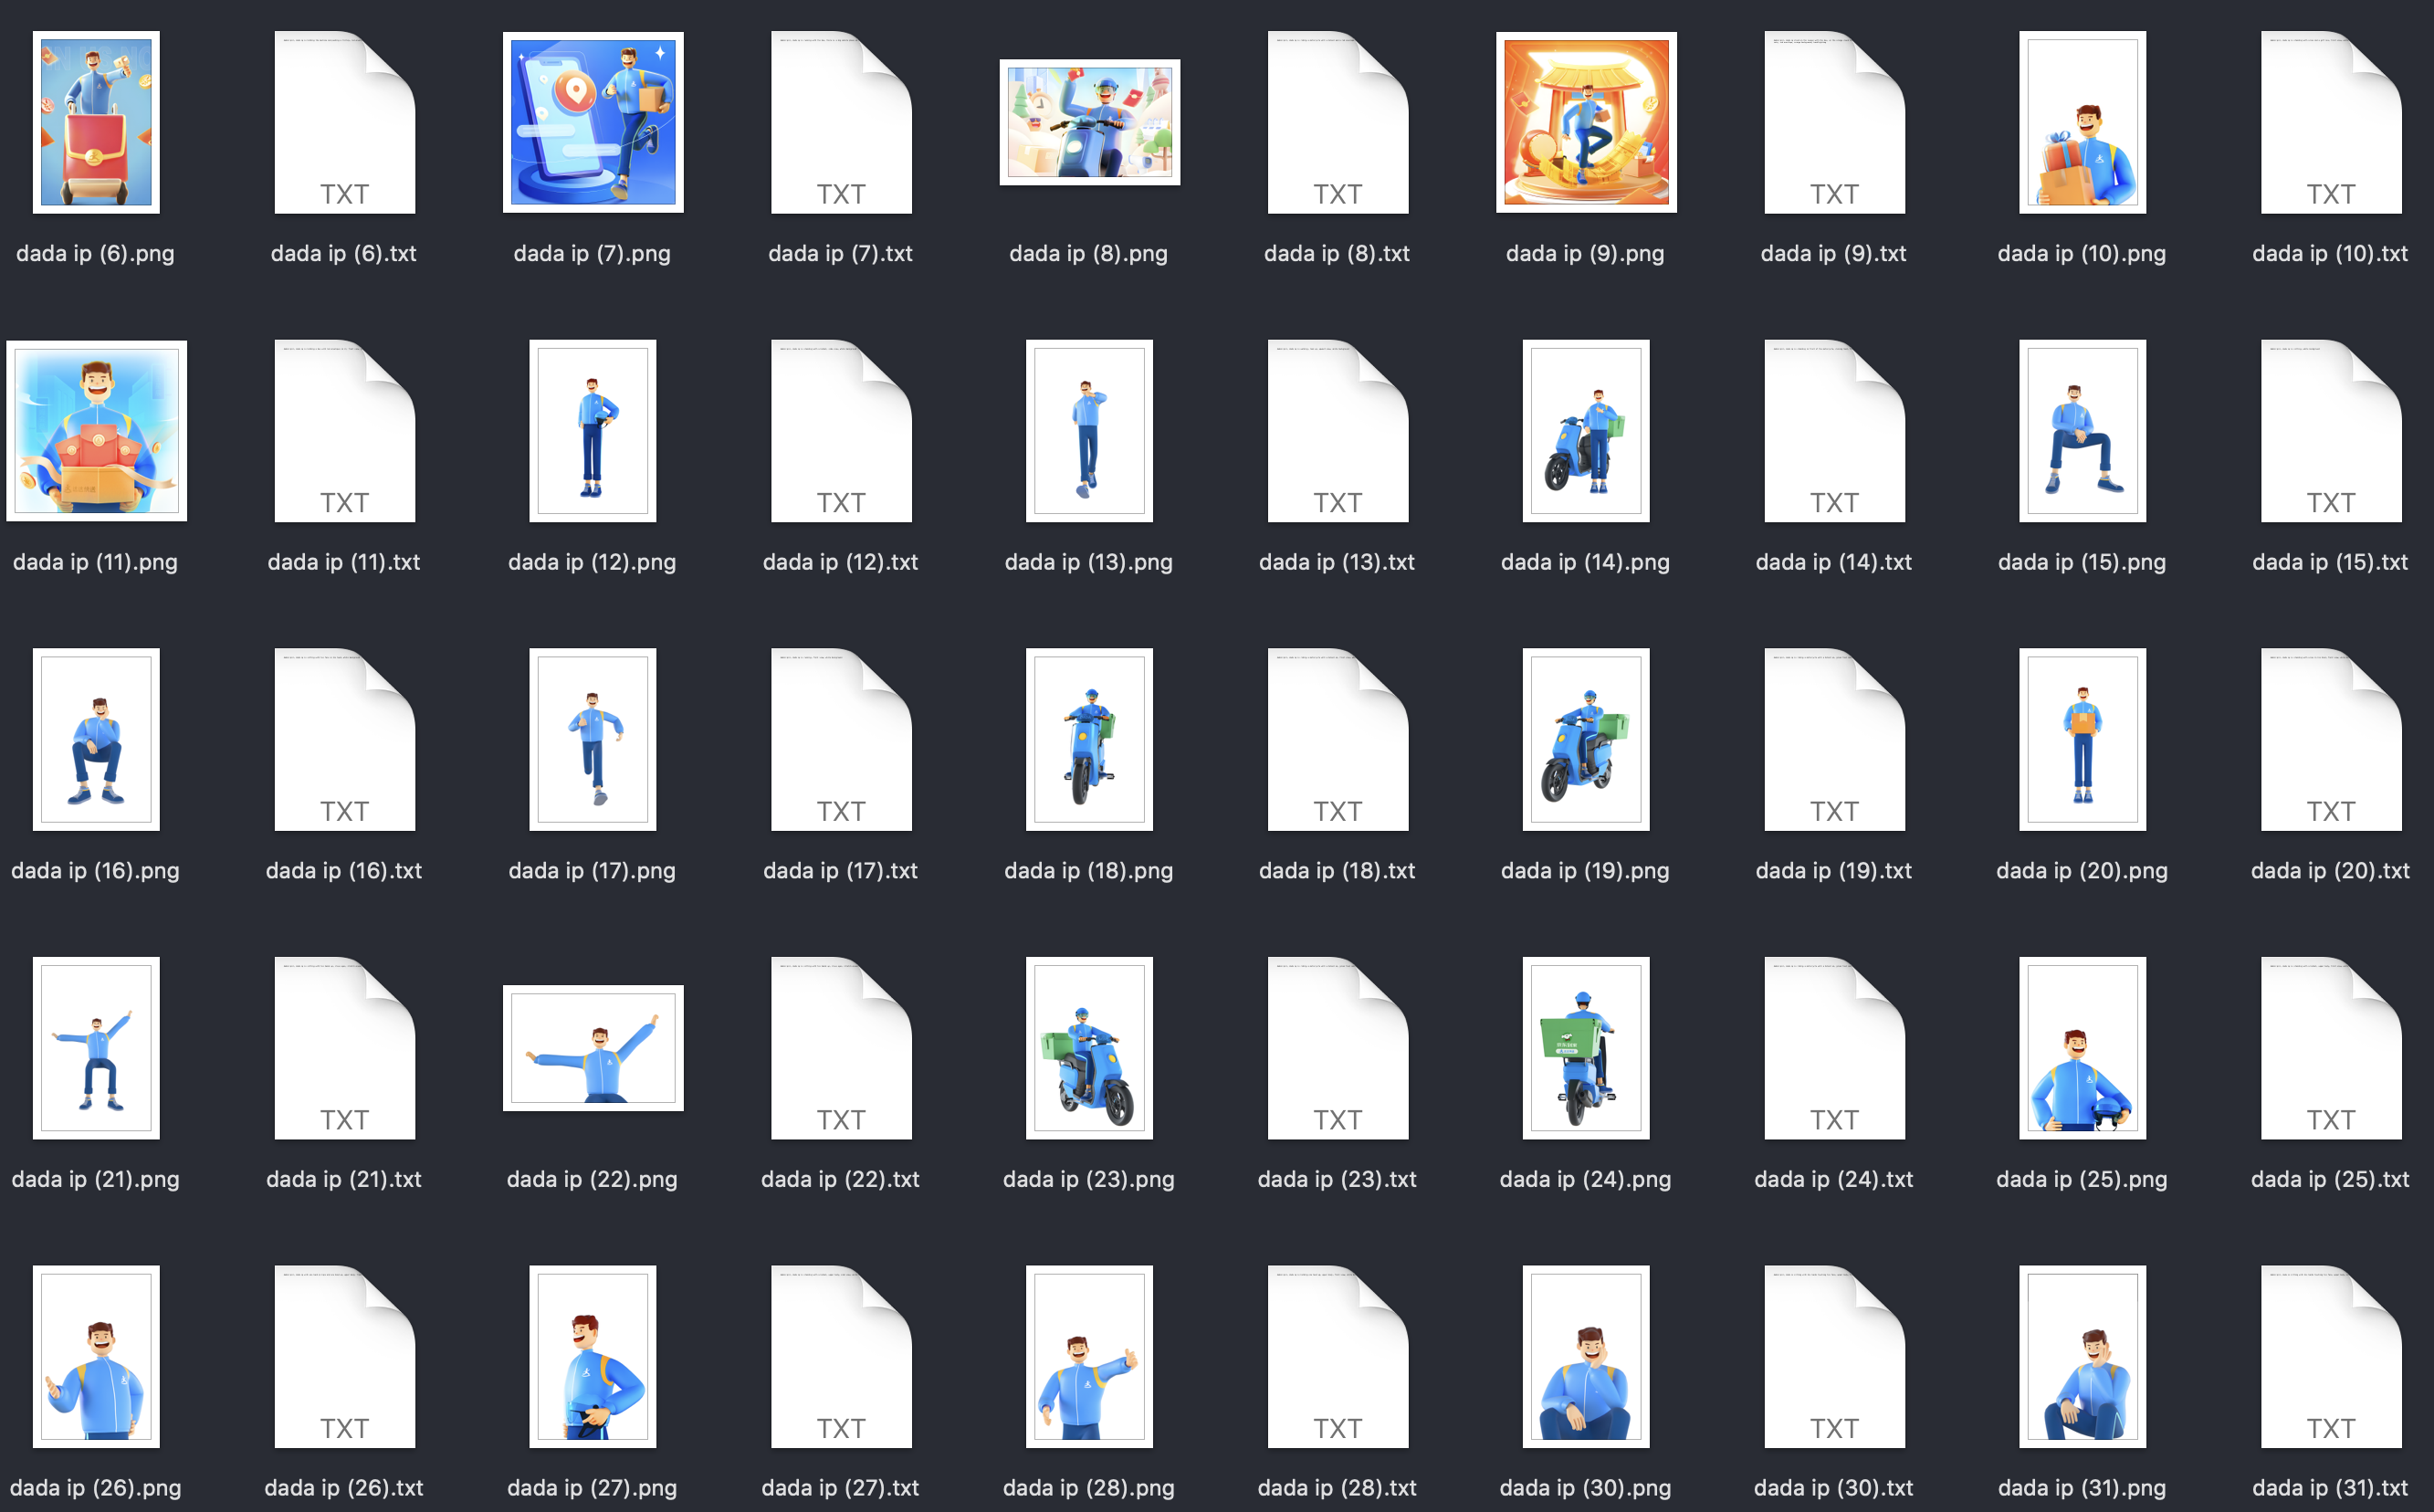 TXT TXT TXT TXT TXT
dada ip (6).png dada ip (6).txt dada ip (7).png dada ip (7).txt dada ip (8).png dada ip (8).txt dada ip (9).png dada ip (9).txt dada ip (10).png dada ip (10).txt
TXT TXT TXT TXT TXT
dada ip (11).png dada ip (11).txt dada ip (12).png dada ip (12).txt dada ip (13).png dada ip (13).txt dada ip (14).png dada ip (14).txt dada ip (15).png dada ip (15).txt
TXT TXT TXT TXT TXT
dada ip (16).png dada ip (16).txt dada ip (17).png dada ip (17).txt dada ip (18).png dada ip (18).txt dada ip (19).png dada ip (19).txt dada ip (20).png dada ip (20).txt
TXT TXT TXT TXT TXT
dada ip (21).png dada ip (21).txt dada ip (22).png dada ip (22).txt dada ip (23).png dada ip (23).txt dada ip (24).png dada ip (24).txt dada ip (25).png dada ip (25).txt
TXT TXT TXT TXT TXT
dada ip (26).png dada ip (26).txt dada ip (27).png dada ip (27).txt dada ip (28).png dada ip (28).txt dada ip (30).png dada ip (30).txt dada ip (31).png dada ip (31).txt